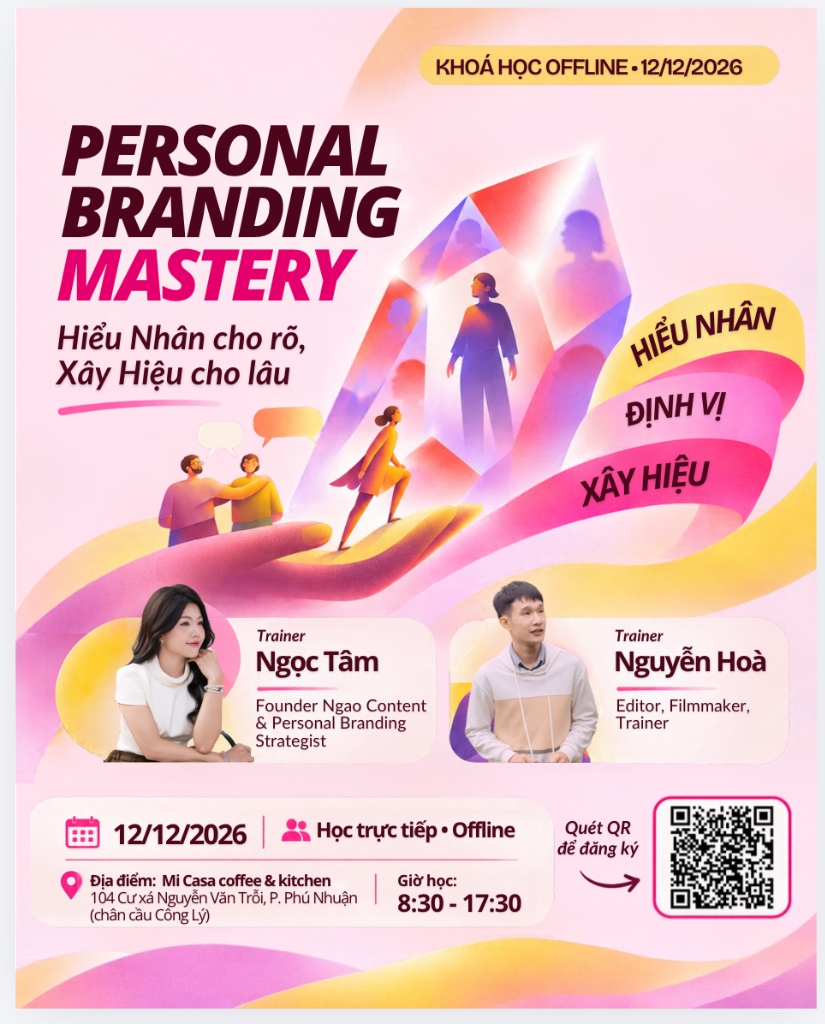 KHOÁ HỌC OFFLINE • 12/12/2026
PERSONAL
BRANDING
MASTERY
Hiểu Nhân cho rõ,
Xây Hiệu cho lâu
HIỂU NHÂN
ĐỊNH VỊ
XÂY HIỆU
Trainer
Ngọc Tâm
Founder Ngao Content
& Personal Branding
Strategist
Trainer
Nguyễn Hoà
Editor, Filmmaker,
Trainer
12/12/2026
Học trực tiếp • Offline
Địa điểm: Mi Casa coffee & kitchen
104 Cư xá Nguyễn Văn Trỗi, P. Phú Nhuận
(chân cầu Công Lý)
Giờ học:
8:30 - 17:30
Quét QR
để đăng ký